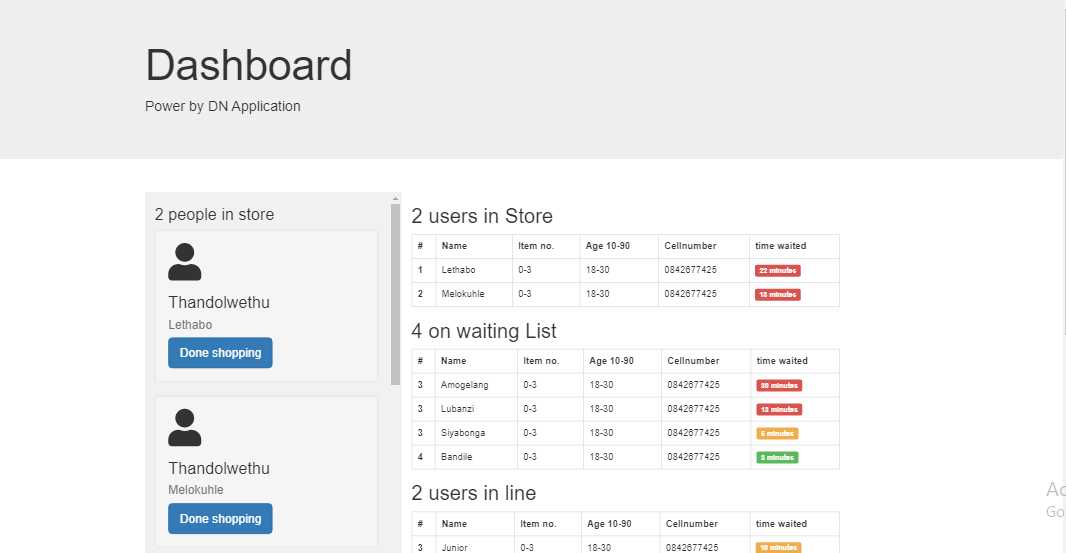 Dashboard
Power by DN Application
2 people in store
Thandolwethu
Lethabo
Done shopping
Thandolwethu
Melokuhle
Done shopping
2 users in Store
# Name Item no. Age 10-90 Cellnumber time waited
1 Lethabo 0-3 18-30 0842677425 22 minutes
2 Melokuhle 0-3 18-30 0842677425 13 minutes
4 on waiting List
# Name Item no. Age 10-90 Cellnumber time waited
3 Amogelang 0-3 18-30 0842677425 30 minutes
3 Lubanzi 0-3 18-30 0842677425 13 minutes
3 Siyabonga 0-3 18-30 0842677425 5 minutes
4 Bandile 0-3 18-30 0842677425 3 minutes
2 users in line
# Name Item no. Age 10-90 Cellnumber time waited
3 Junior 0-3 18-30 0842677425 10 minutes
Ac
Go